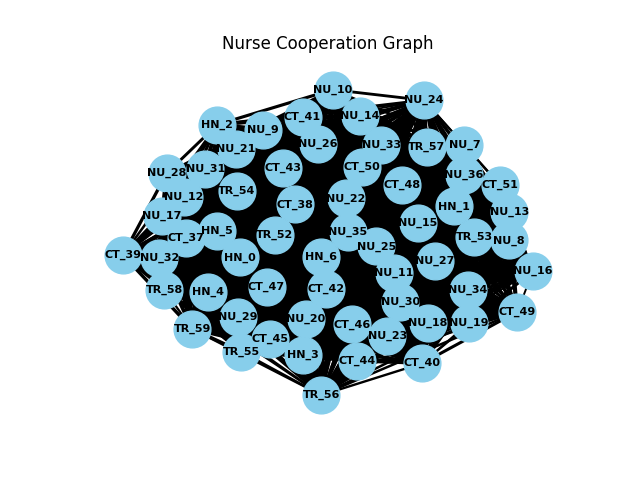 Nurse Cooperation Graph
NU_10
NU_24
CT_41
NU_14
HN_2
NU_9
NU_26
NU_33
TR_57
NU_7
NU_21
NU_31
CT_43
CT_50
NU_28
NU_36
CT_48
CT_51
TR_54
NU_12
NU_22
CT_38
HN_1
NU_13
NU_17
NU_15
HN_5
NU_35
CT_37
TR_52
TR_53
NU_8
NU_25
CT_39
NU_32
HN_0
HN_6
NU_27
NU_11
NU_16
TR_58
HN_4
CT_47
CT_42
NU_34
NU_30
CT_49
NU_29
NU_20
CT_46
NU_18
NU_19
TR_59
CT_45
NU_23
TR_55
HN_3
CT_44
CT_40
TR_56